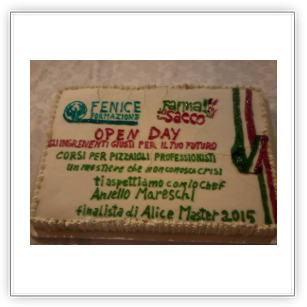 FENICE
FORMAZIONE
Farina
Sacco
OPEN DAY
GLI INGREDIENTI GIUSTI PER IL TUO FUTURO
CORSI PER PIZZAIOLI PROFESSIONISTI
un mestiere che non conosce crisi
ti aspettiamo con lo Chef
Aniello Mareschi
finalista di Alice Master 2015